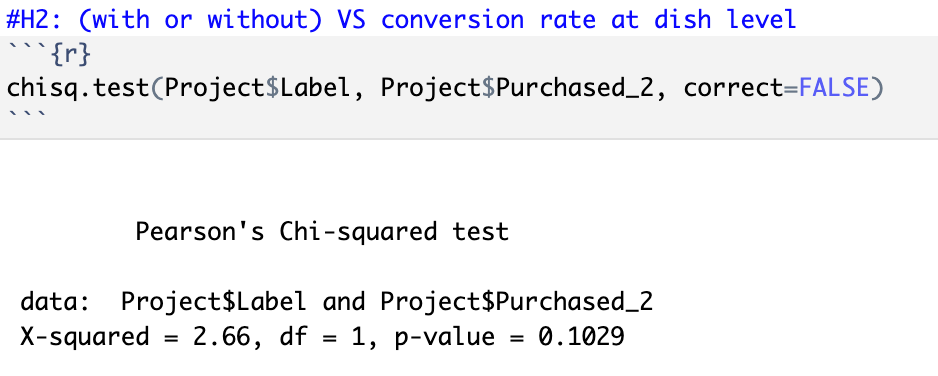 #H2: (with or without) VS conversion rate at dish level
```{r}
chisq.test(Project$Label, Project$Purchased_2, correct=FALSE)
```
Pearson's Chi-squared test
data:  Project$Label and Project$Purchased_2
X-squared = 2.66, df = 1, p-value = 0.1029